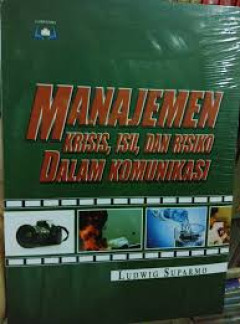 MANAJEMEN
KRISIS, ISU, DAN RISIKO
DALAM KOMUNIKASI
LUDWIG SUPARMO